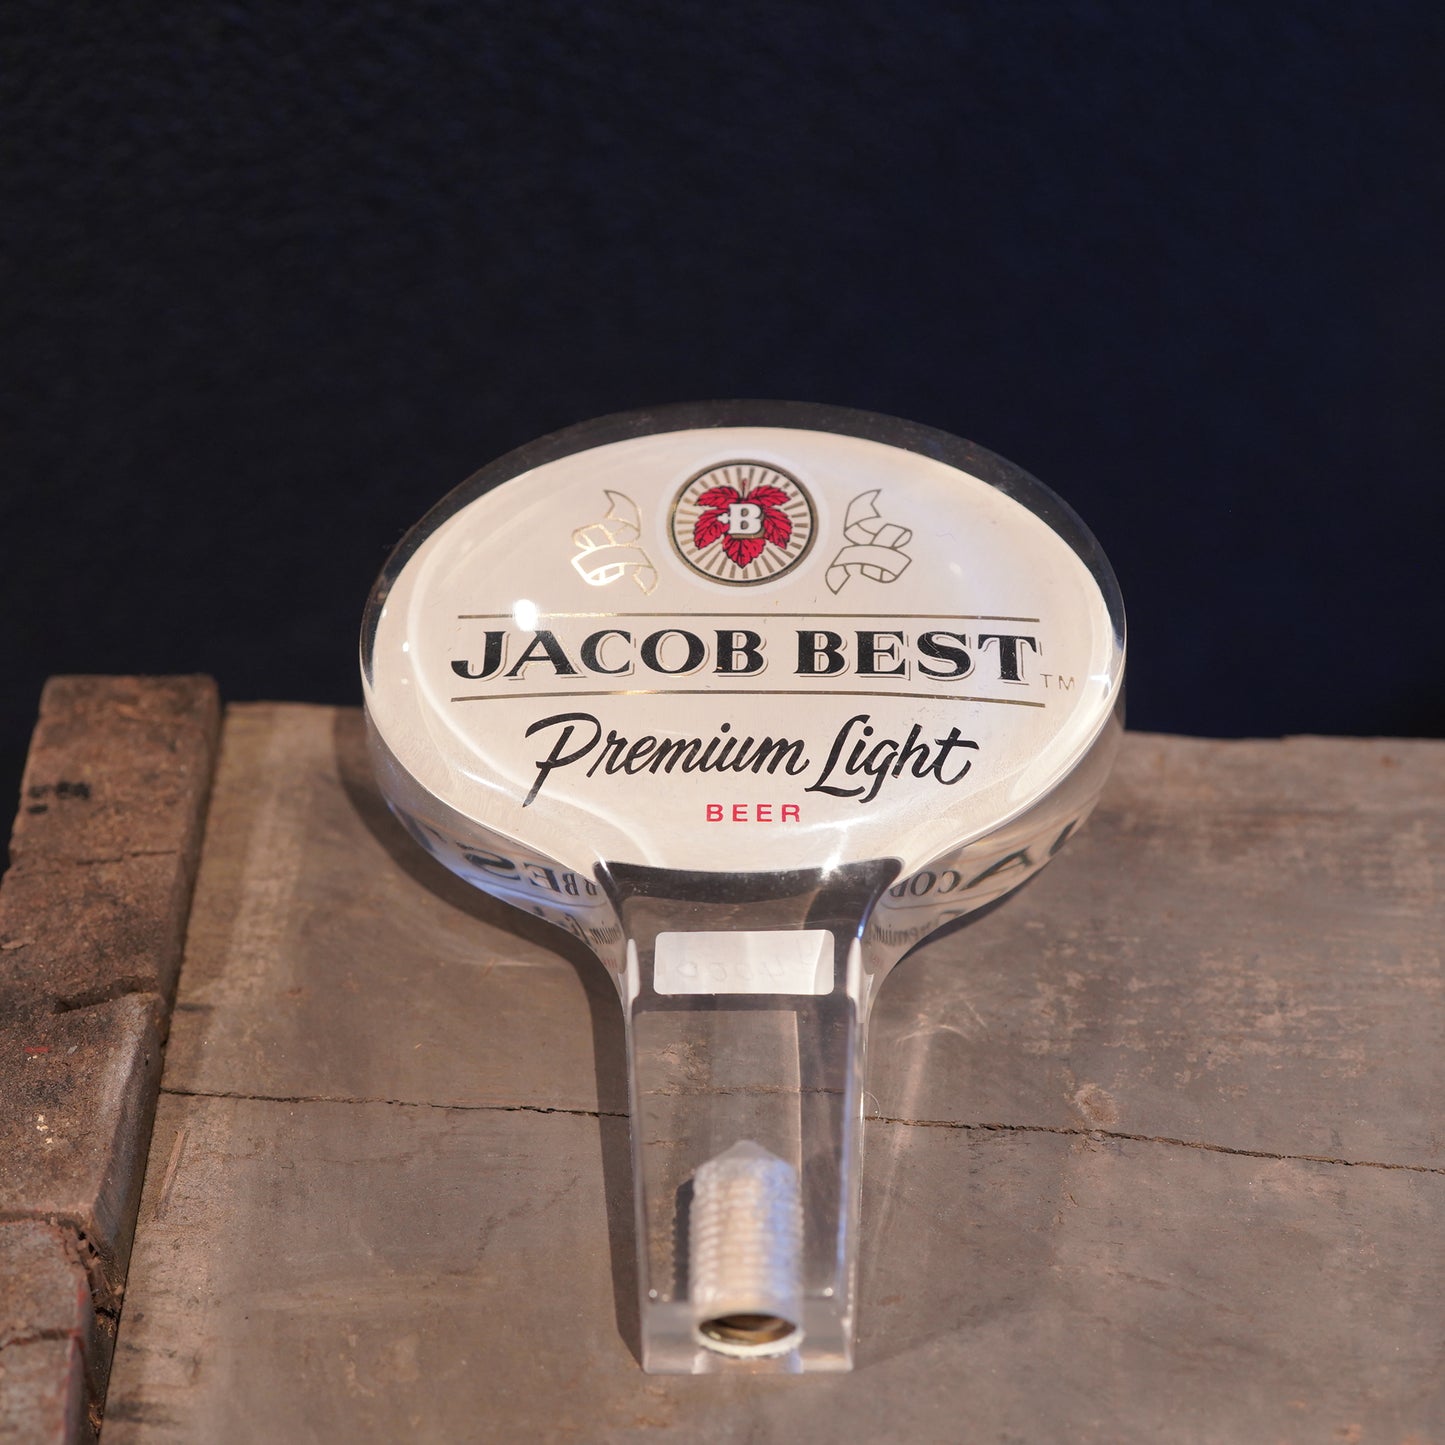 B
JACOB BEST™
Premium Light
BEER